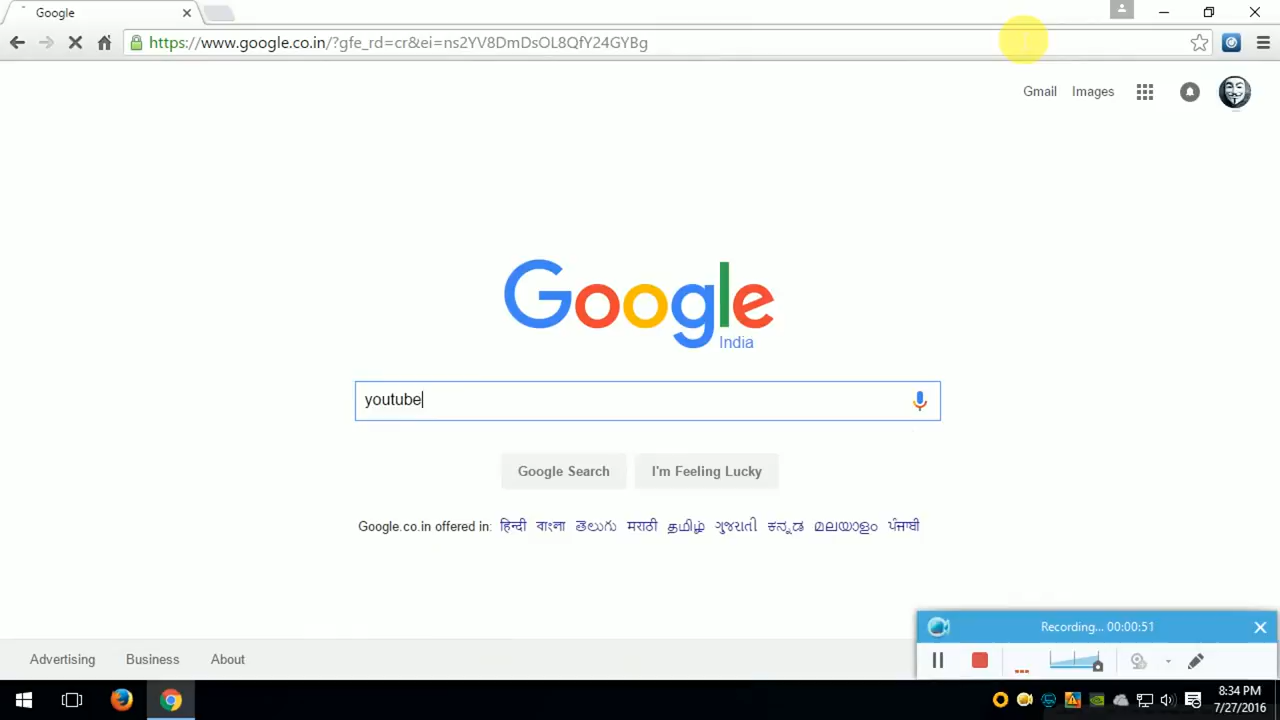 Google
https://www.google.co.in/?gfe_rd=cr&ei=ns2YV8DmDsOL8QfY24GYBg
Gmail Images
Google
India
youtube
Google Search I'm Feeling Lucky
Google.co.in offered in: हिन्दी বাংলা తెలుగు मराठी தமிழ் ગુજરાતી ಕನ್ನಡ മലയാളം ਪੰਜਾਬੀ
Recording... 00:00:51
Advertising Business About
8:34 PM
7/27/2016